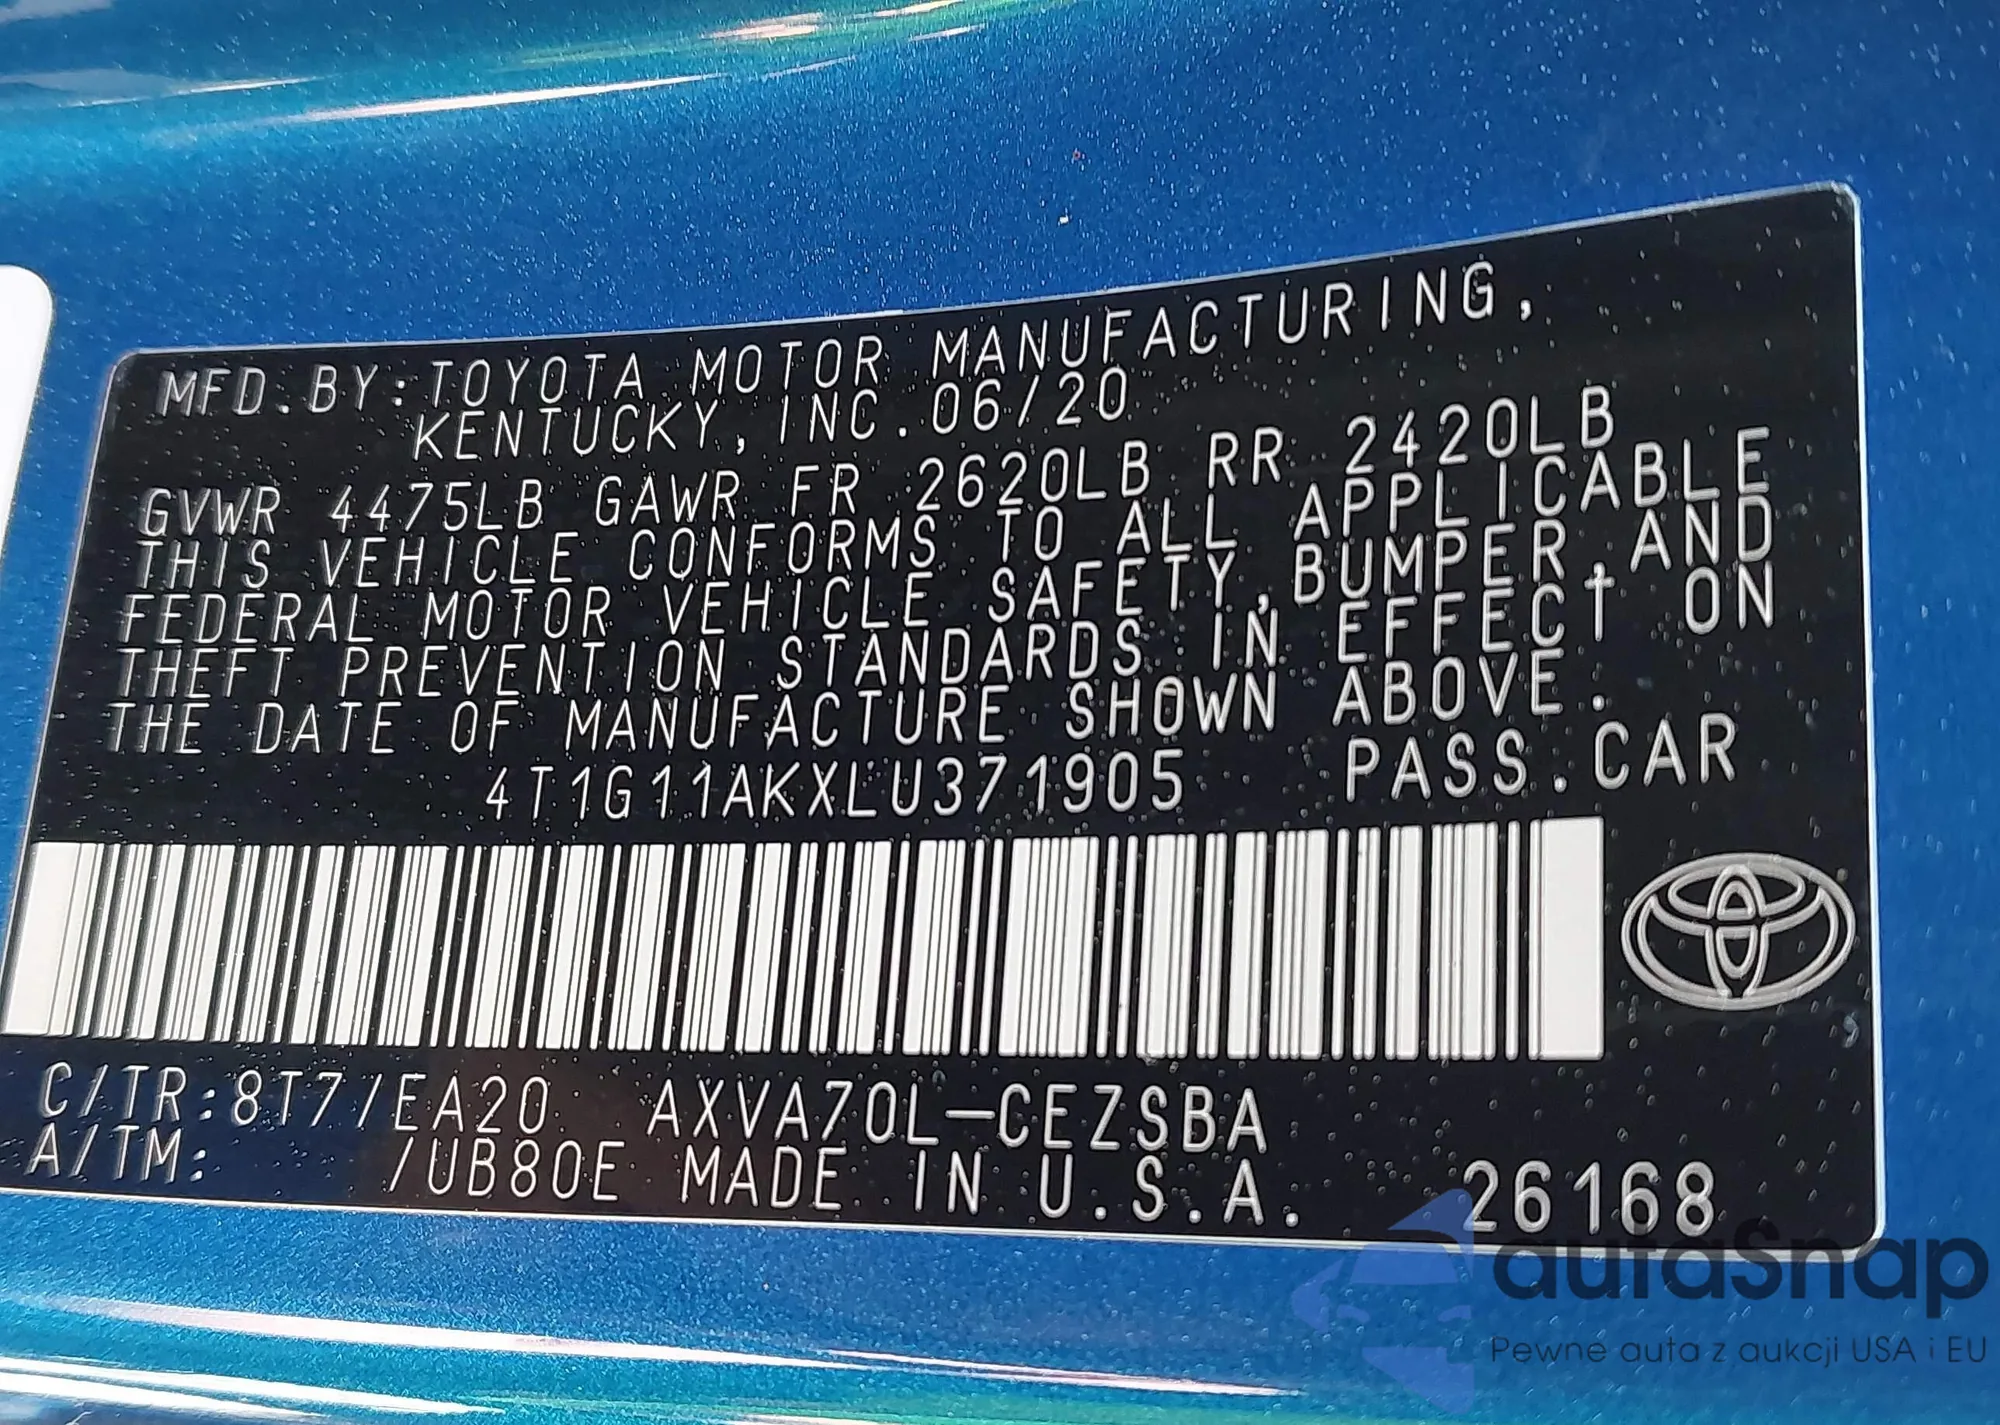 MFD.BY:TOYOTA MOTOR MANUFACTURING,
KENTUCKY, INC.06/20
GVWR 4475LB GAWR FR 2620LB RR 2420LB
THIS VEHICLE CONFORMS TO ALL APPLICABLE
FEDERAL MOTOR VEHICLE SAFETY,BUMPER,AND
THEFT PREVENTION STANDARDS IN EFFECT ON
THE DATE OF MANUFACTURE SHOWN ABOVE.
4T1G11AKXLU371905 PASS.CAR
C/TR:8T7/EA20 AXVA70L-CEZSBA
A/TM: /UB80E MADE IN U.S.A. 26168
autasnap
Pewne auta z aukcji USA i EU